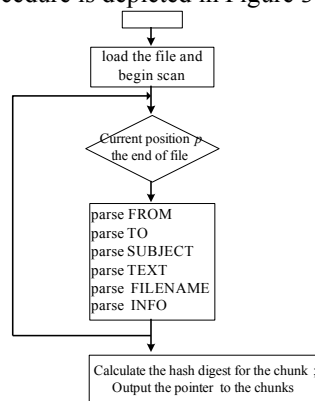 cedure is depicted in Figure 3
load the file and
begin scan
Current position p
the end of file
parse FROM
parse TO
parse SUBJECT
parse TEXT
parse FILENAME
parse INFO
Calculate the hash digest for the chunk ;
Output the pointer to the chunks